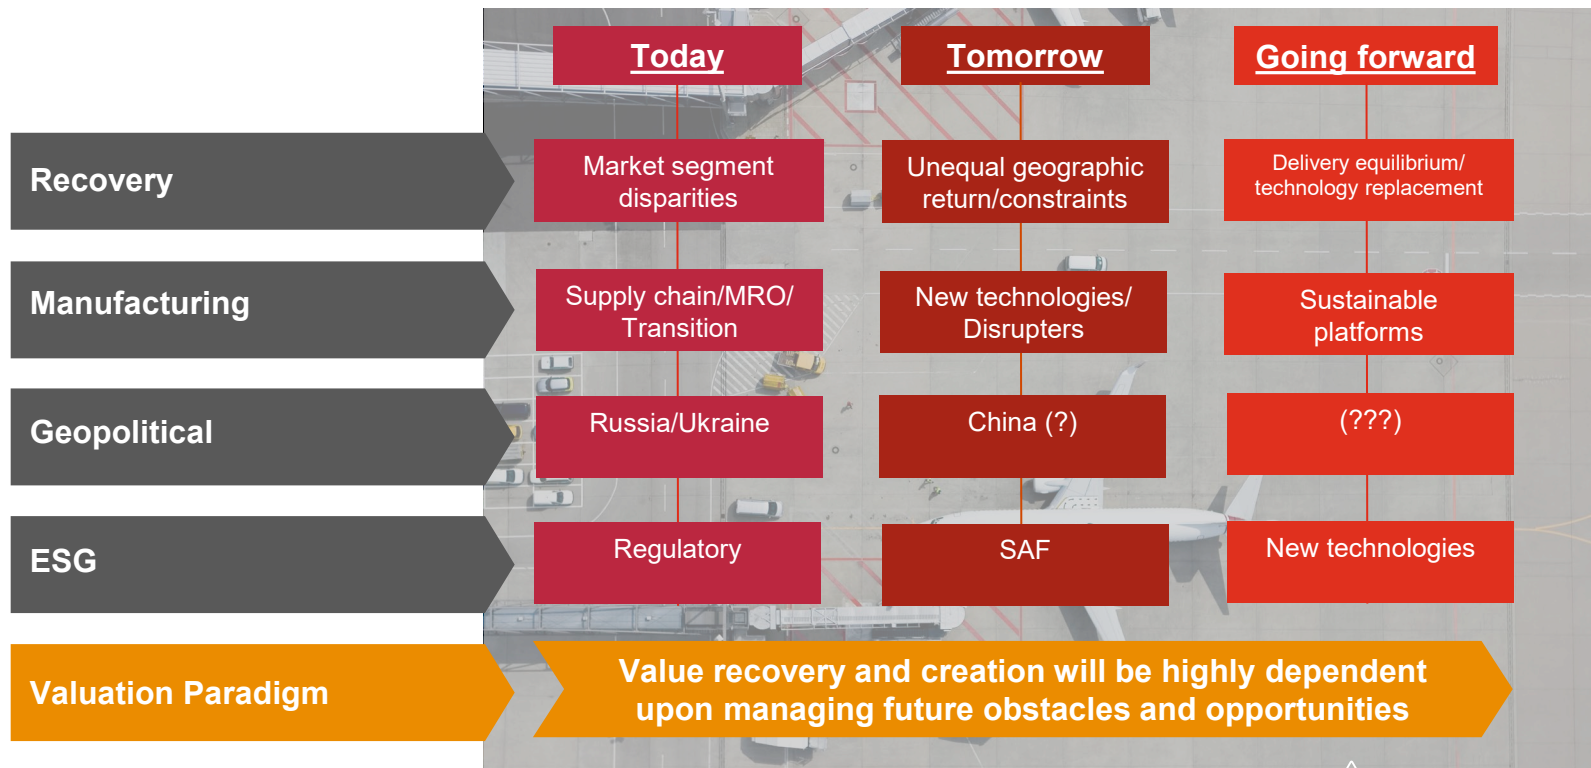 Today
Tomorrow
Going forward
Recovery
Market segment
disparities
Unequal geographic
return/constraints
Delivery equilibrium/
technology replacement
Manufacturing
Supply chain/MRO/
Transition
New technologies/
Disrupters
Sustainable
platforms
Geopolitical
Russia/Ukraine
China (?)
(???)
ESG
Regulatory
SAF
New technologies
Valuation Paradigm
Value recovery and creation will be highly dependent
upon managing future obstacles and opportunities